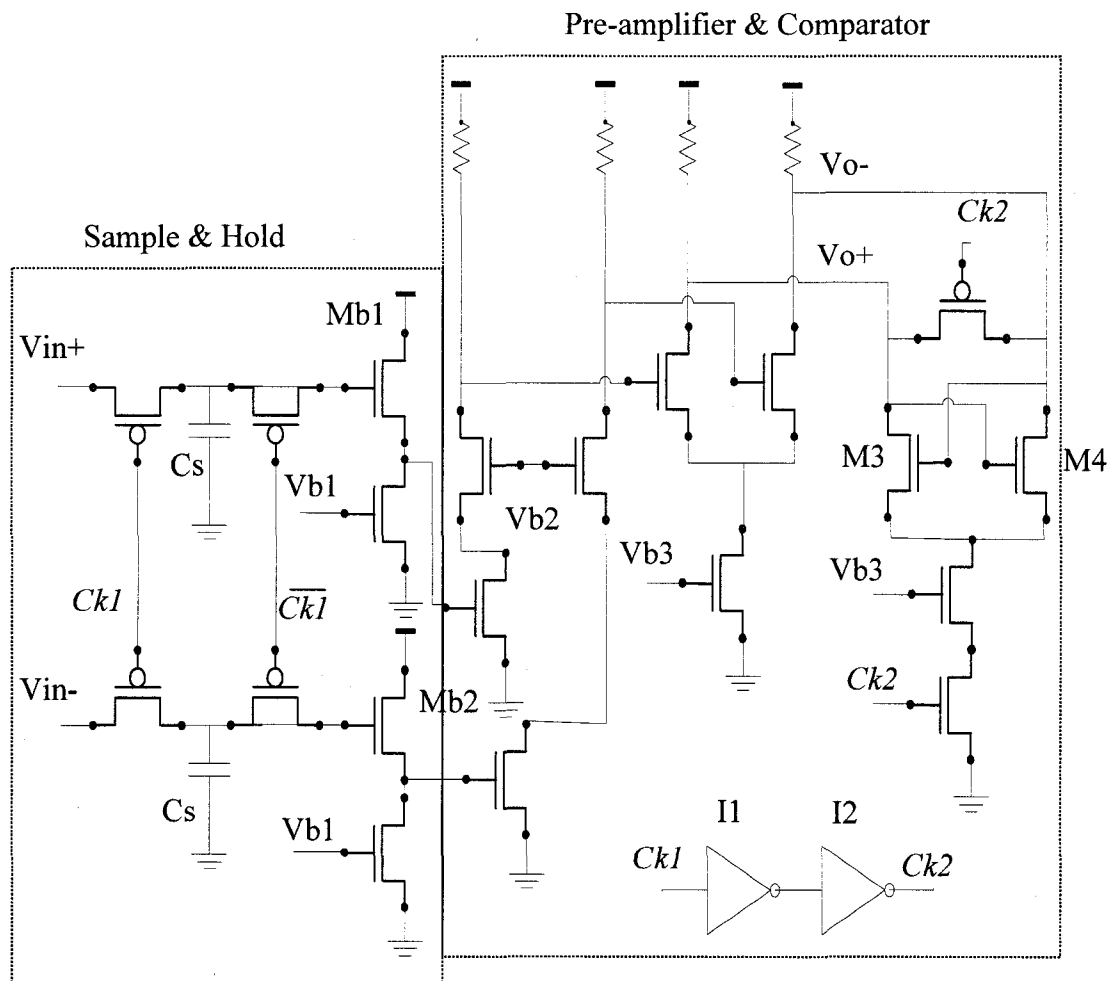 Pre-amplifier & Comparator
Vo-
Ck2
Sample & Hold
Vo+
Mb1
Vin+
Cs
Vb1
M3
M4
Vb2
Vb3
Vb3
Ck1
C̅k̅1̅
Vin-
Mb2
Ck2
Cs
Vb1
I1
I2
Ck1
Ck2